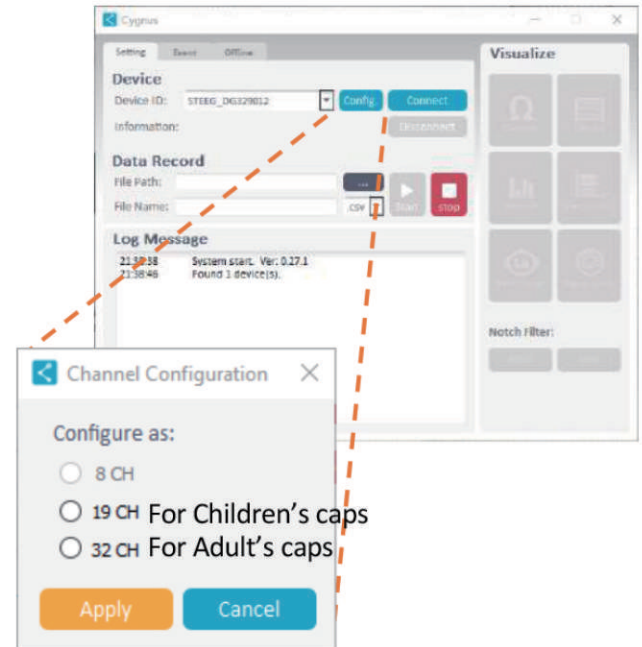 Cygnus
Setting Event Offline
Visualize
Device
Device ID: STEEG_DG329012 Config. Connect
Information: Disconnect
Data Record
File Path: ...
File Name: .csv Start stop
Log Message
21:38:38 System start. Ver: 0.27.1
21:38:46 Found 1 device(s).
Notch Filter:
Channel Configuration
Configure as:
8 CH
19 CH For Children's caps
32 CH For Adult's caps
Apply Cancel